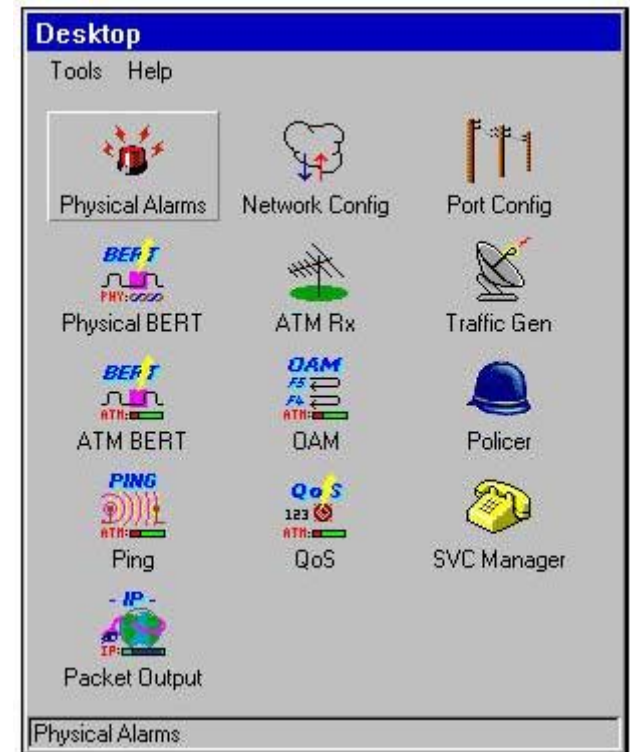 Desktop
Tools Help
Physical Alarms Network Config Port Config
BERT
PHY:
Physical BERT ATM Rx Traffic Gen
BERT
ATM:
OAM
F5
F4
ATM:
ATM BERT OAM Policer
PING
ATM:
QoS
123
ATM:
Ping QoS SVC Manager
- IP -
IP:
Packet Output
Physical Alarms